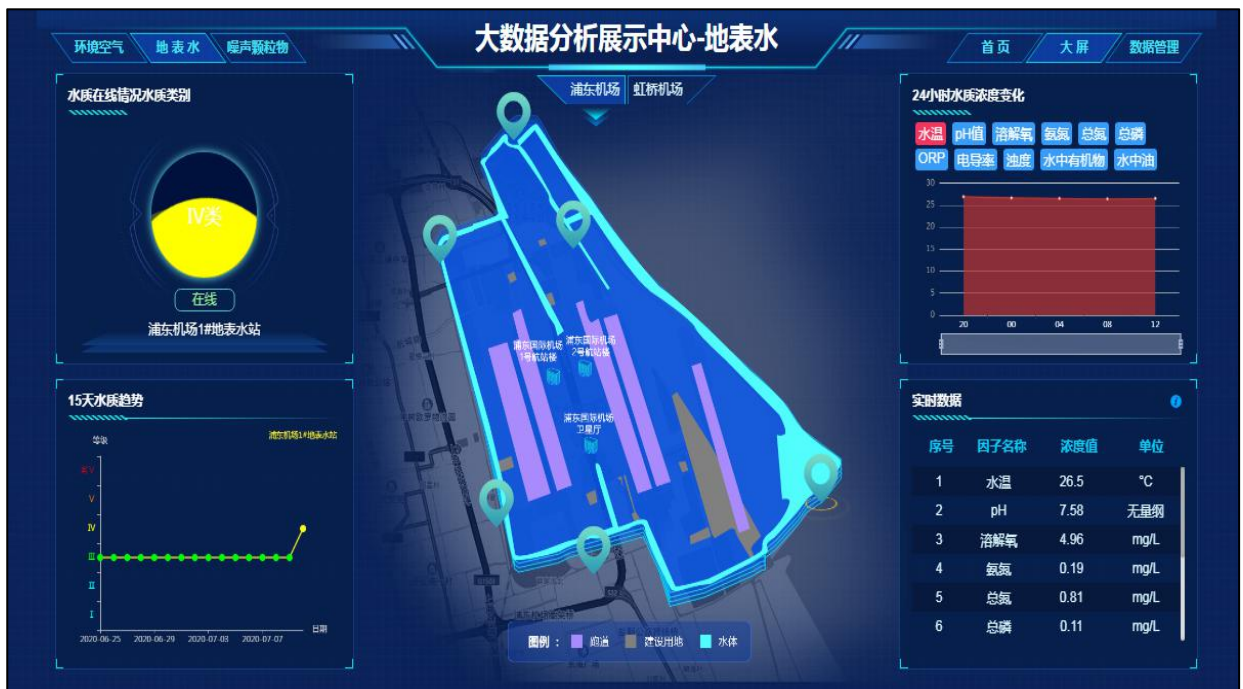 大数据分析展示中心-地表水
环境空气 地表水 噪声颗粒物
首页 大屏 数据管理
浦东机场 虹桥机场
水质在线情况水质类别
IV类
在线
浦东机场1#地表水站
15天水质趋势
等级
浦东机场1#地表水站
劣V
V
IV
III
II
I
2020-06-25 2020-06-29 2020-07-03 2020-07-07
日期
浦东国际机场
1号航站楼
浦东国际机场
2号航站楼
浦东国际机场
卫星厅
图例： 跑道 建设用地 水体
24小时水质浓度变化
水温 pH值 溶解氧 氨氮 总氮 总磷
ORP 电导率 浊度 水中有机物 水中油
30
25
20
15
10
5
0
20 00 04 08 12
实时数据
序号 因子名称 浓度值 单位
1 水温 26.5 °C
2 pH 7.58 无量纲
3 溶解氧 4.96 mg/L
4 氨氮 0.19 mg/L
5 总氮 0.81 mg/L
6 总磷 0.11 mg/L